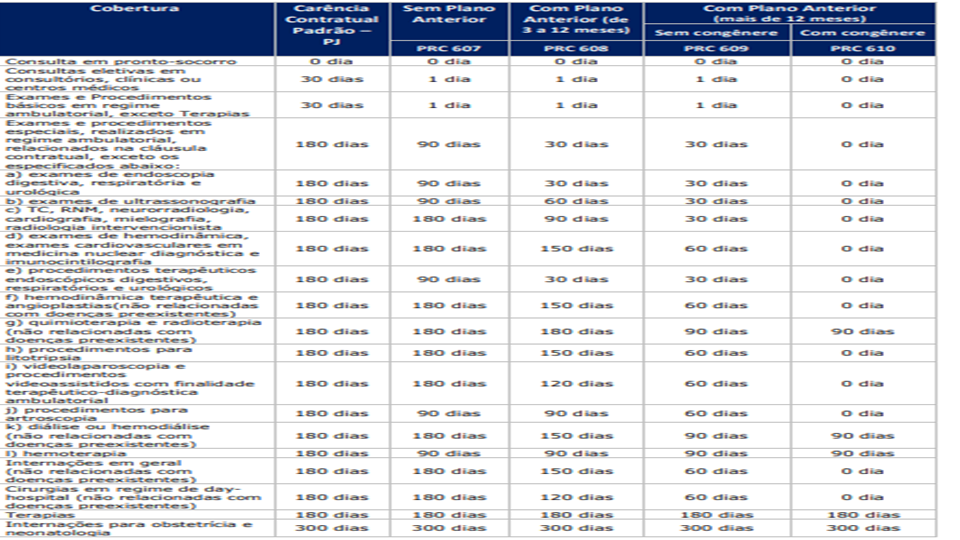 Cobertura
Carência Contratual Padrão – PJ
Sem Plano Anterior
Com Plano Anterior (de 3 a 12 meses)
Com Plano Anterior (mais de 12 meses)
Sem congênere
Com congênere
PRC 607
PRC 608
PRC 609
PRC 610
Consulta em pronto-socorro 0 dia 0 dia 0 dia 0 dia 0 dia
Consultas eletivas em
consultórios, clínicas ou
centros médicos
30 dias 1 dia 1 dia 1 dia 0 dia
Exames e Procedimentos
básicos em regime
ambulatorial, exceto Terapias
30 dias 1 dia 1 dia 1 dia 0 dia
Exames e procedimentos
especiais, realizados em
regime ambulatorial,
relacionados na cláusula
contratual, exceto os
especificados abaixo:
180 dias 90 dias 30 dias 30 dias 0 dia
a) exames de endoscopia
digestiva, respiratória e
urológica
180 dias 90 dias 30 dias 30 dias 0 dia
b) exames de ultrassonografia 180 dias 90 dias 60 dias 30 dias 0 dia
c) TC, RNM, neurorradiologia,
cardiografia, mielografia,
radiologia intervencionista
180 dias 180 dias 90 dias 30 dias 0 dia
d) exames de hemodinâmica,
exames cardiovasculares em
medicina nuclear diagnóstica e
imunocintilografia
180 dias 180 dias 150 dias 60 dias 0 dia
e) procedimentos terapêuticos
endoscópicos digestivos,
respiratórios e urológicos
180 dias 90 dias 30 dias 30 dias 0 dia
f) hemodinâmica terapêutica e
angioplastias(não relacionadas
com doenças preexistentes)
180 dias 180 dias 150 dias 60 dias 0 dia
g) quimioterapia e radioterapia
(não relacionadas com
doenças preexistentes)
180 dias 180 dias 180 dias 90 dias 90 dias
h) procedimentos para
litotripsia
180 dias 180 dias 150 dias 60 dias 0 dia
i) videolaparoscopia e
procedimentos
videoassistidos com finalidade
terapêutico-diagnóstica
ambulatorial
180 dias 180 dias 120 dias 60 dias 0 dia
j) procedimentos para
artroscopia
180 dias 90 dias 90 dias 60 dias 0 dia
k) diálise ou hemodiálise
(não relacionadas com
doenças preexistentes)
180 dias 180 dias 150 dias 90 dias 90 dias
l) hemoterapia 180 dias 90 dias 90 dias 90 dias 90 dias
Internações em geral
(não relacionadas com
doenças preexistentes)
180 dias 180 dias 150 dias 60 dias 0 dia
Cirurgias em regime de day-
hospital (não relacionadas com
doenças preexistentes)
180 dias 180 dias 120 dias 60 dias 0 dia
Terapias 180 dias 180 dias 180 dias 180 dias 180 dias
Internações para obstetrícia e
neonatologia
300 dias 300 dias 300 dias 300 dias 300 dias